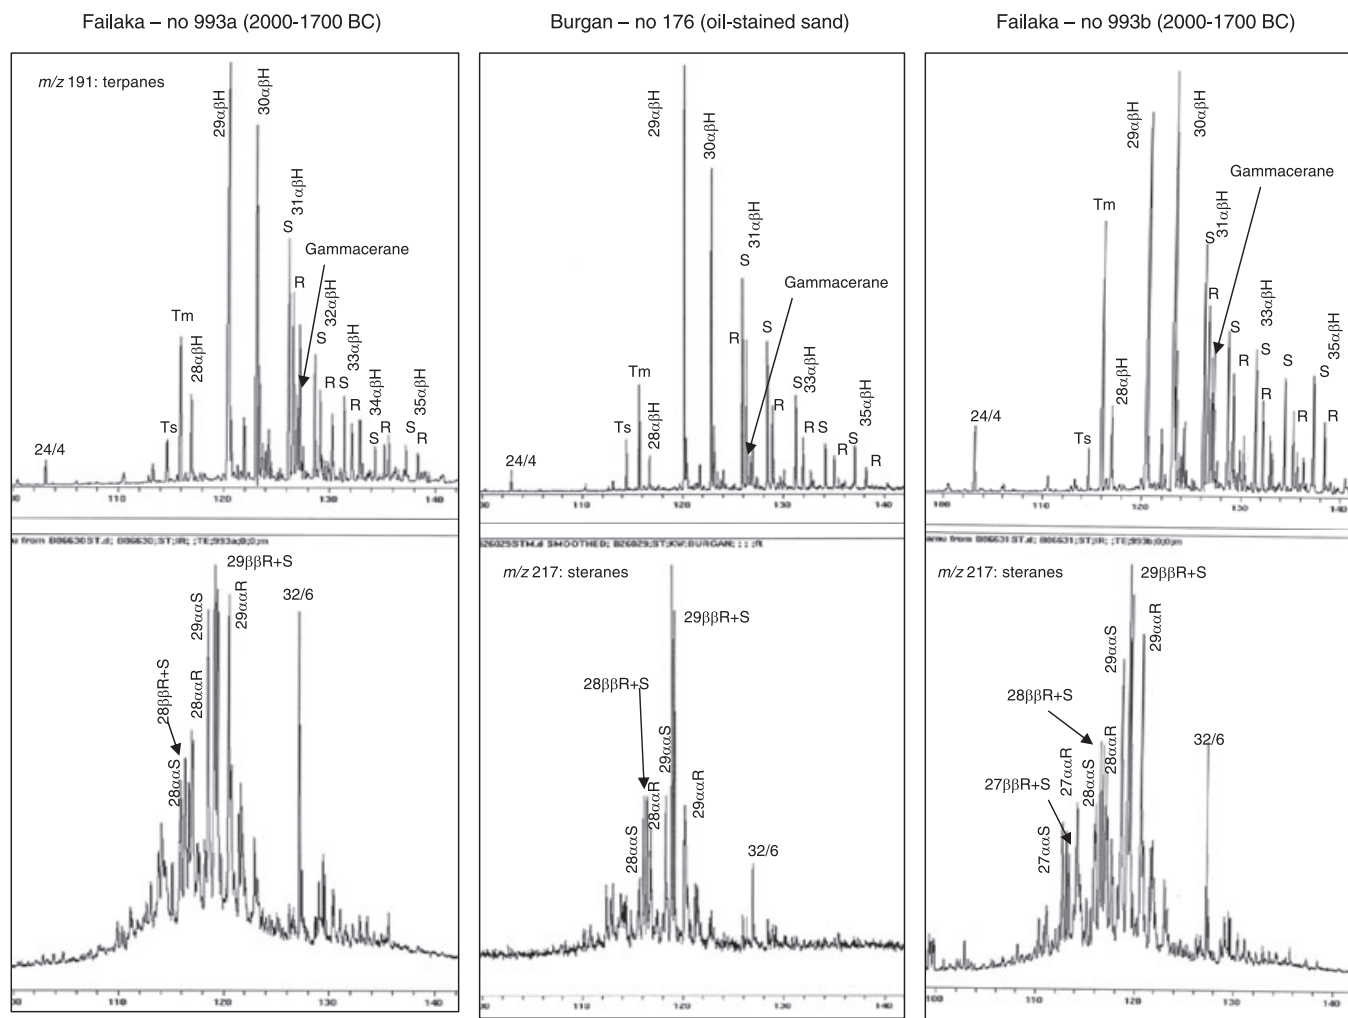 Failaka – no 993a (2000-1700 BC)
Burgan – no 176 (oil-stained sand)
Failaka – no 993b (2000-1700 BC)
m/z 191: terpanes
29αβH
30αβH
S
31αβH
Gammacerane
R
Tm
28αβH
S
32αβH
Ts
24/4
R
S
33αβH
R
S
34αβH
R
S
35αβH
R
110
120
130
140
29αβH
30αβH
S
31αβH
Gammacerane
R
S
Tm
Ts
28αβH
24/4
S
33αβH
R
S
R
S
35αβH
R
120
130
140
29αβH
30αβH
Gammacerane
Tm
S
31αβH
R
S
33αβH
28αβH
S
R
R
S
S
35αβH
R
24/4
Ts
110
120
130
140
m/z 217: steranes
29ββR+S
29ααS
29ααR
32/6
28ββR+S
28ααR
28ααS
110
120
130
140
29ββR+S
28ββR+S
29ααS
28ααR
28ααS
29ααR
32/6
110
120
130
140
m/z 217: steranes
29ββR+S
29ααS
29ααR
28ββR+S
28ααR
32/6
27ααR
28ααS
27ββR+S
27ααS
100
110
120
130
140